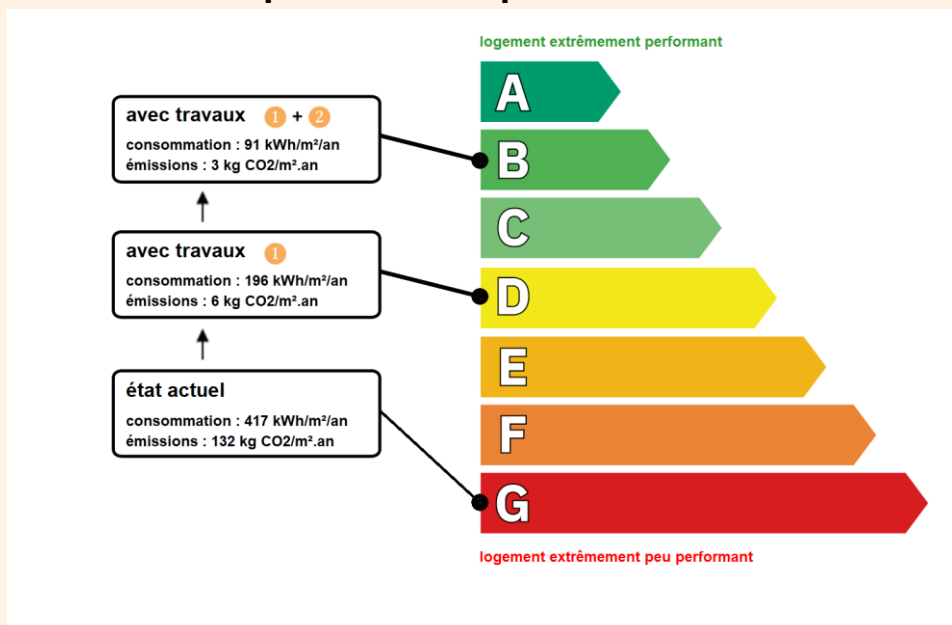 logement extrêmement performant
A
avec travaux 1 + 2
consommation : 91 kWh/m²/an
émissions : 3 kg CO2/m².an
B
C
avec travaux 1
consommation : 196 kWh/m²/an
émissions : 6 kg CO2/m².an
D
E
état actuel
consommation : 417 kWh/m²/an
émissions : 132 kg CO2/m².an
F
G
logement extrêmement peu performant